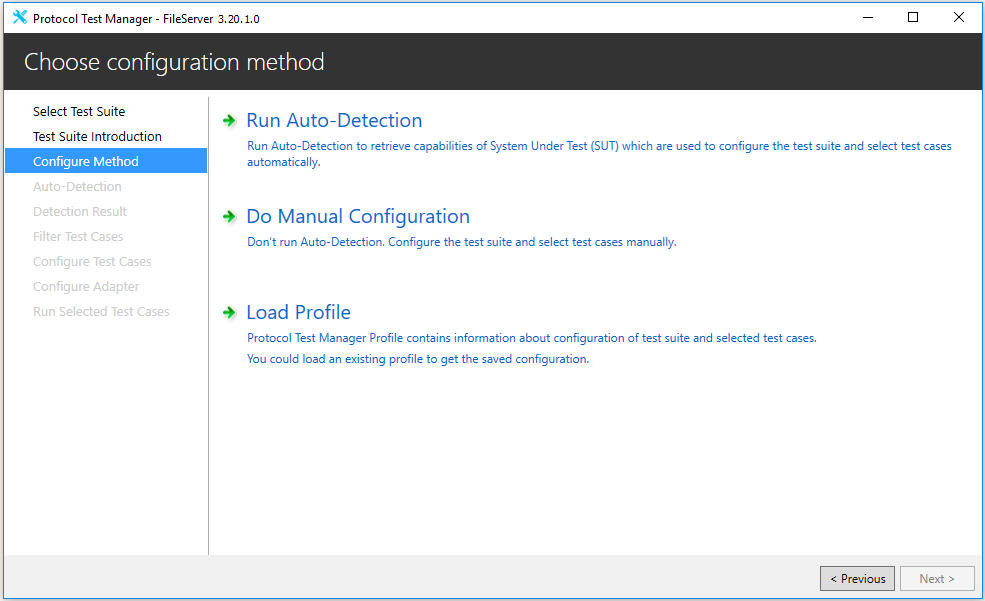 Protocol Test Manager - FileServer 3.20.1.0
Choose configuration method
Select Test Suite
Test Suite Introduction
Configure Method
Auto-Detection
Detection Result
Filter Test Cases
Configure Test Cases
Configure Adapter
Run Selected Test Cases
Run Auto-Detection
Run Auto-Detection to retrieve capabilities of System Under Test (SUT) which are used to configure the test suite and select test cases
automatically.
Do Manual Configuration
Don't run Auto-Detection. Configure the test suite and select test cases manually.
Load Profile
Protocol Test Manager Profile contains information about configuration of test suite and selected test cases.
You could load an existing profile to get the saved configuration.
< Previous
Next >